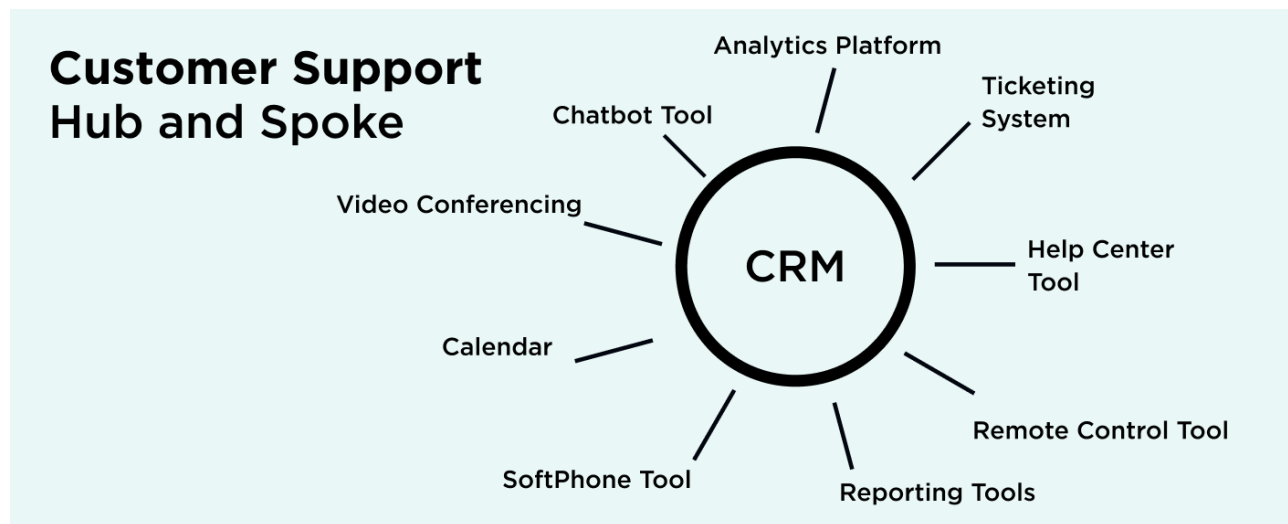 Customer Support
Hub and Spoke
Analytics Platform
Ticketing
System
Chatbot Tool
Video Conferencing
Help Center
Tool
CRM
Calendar
Remote Control Tool
SoftPhone Tool
Reporting Tools